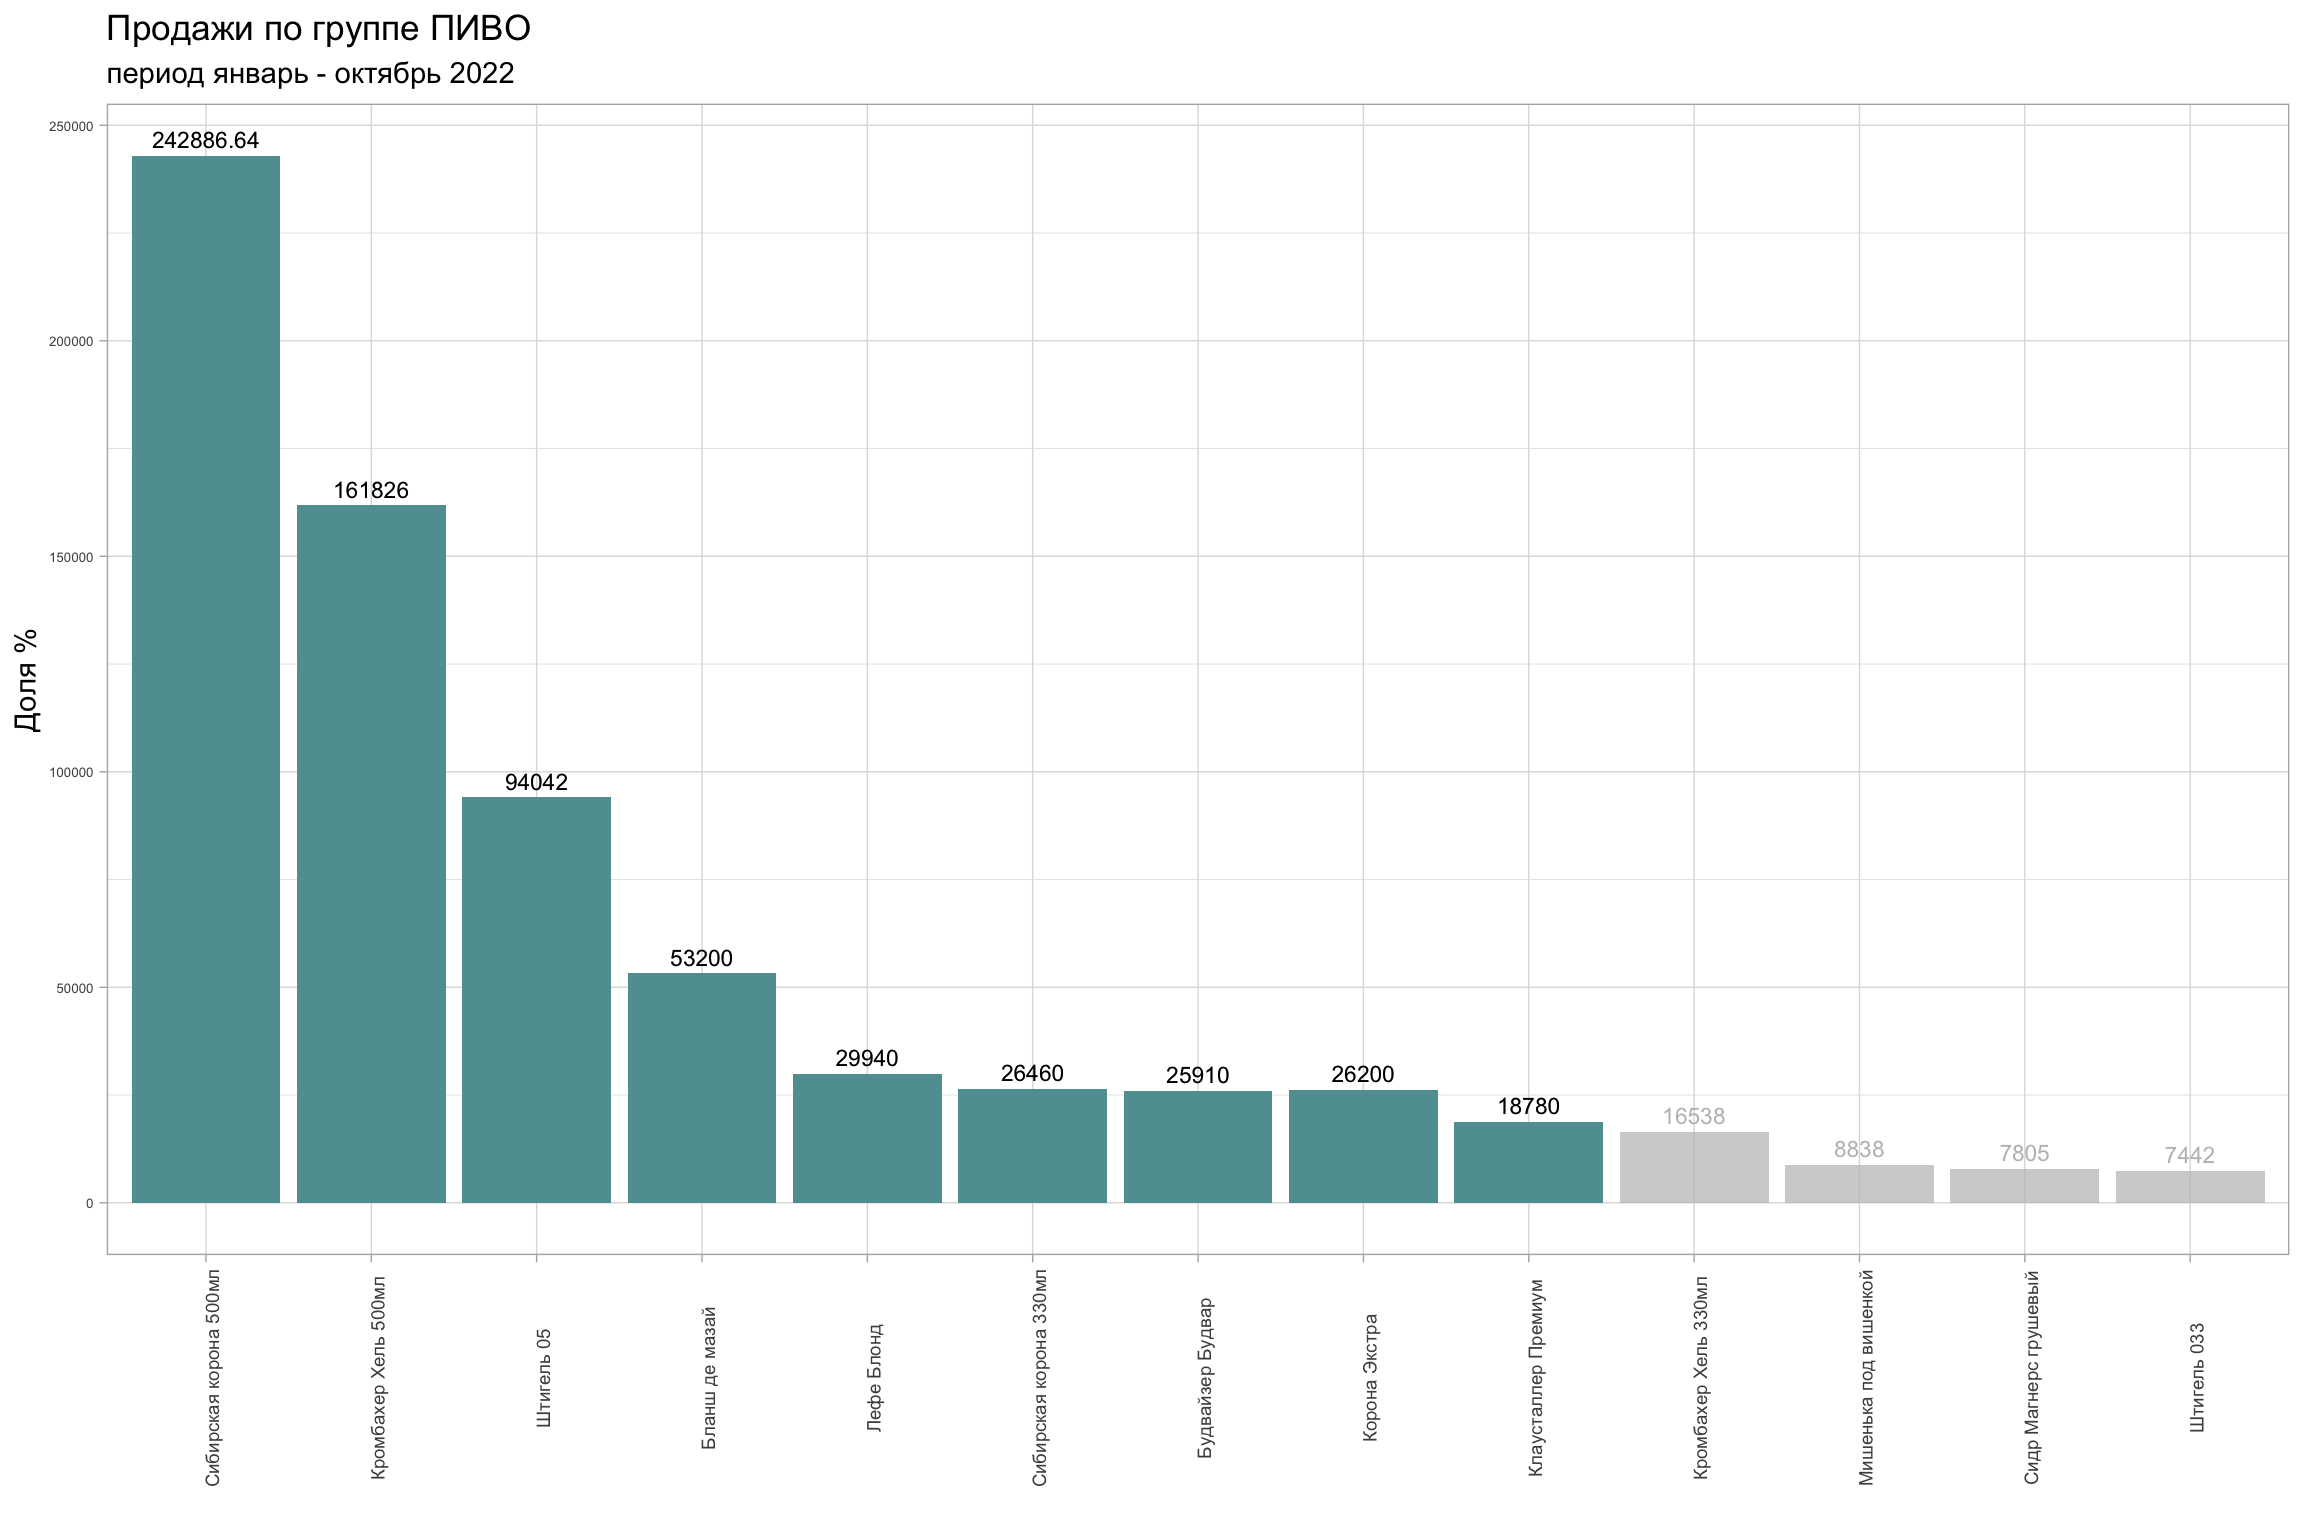 Продажи по группе ПИВО
период январь - октябрь 2022
Доля %
250000
200000
150000
100000
50000
0
242886.64
161826
94042
53200
29940
26460
25910
26200
18780
16538
8838
7805
7442
Сибирская корона 500мл
Кромбахер Хель 500мл
Штигель 05
Бланш де мазай
Лефе Блонд
Сибирская корона 330мл
Будвайзер Будвар
Корона Экстра
Клаусталлер Премиум
Кромбахер Хель 330мл
Мишенька под вишенкой
Сидр Магнерс грушевый
Штигель 033